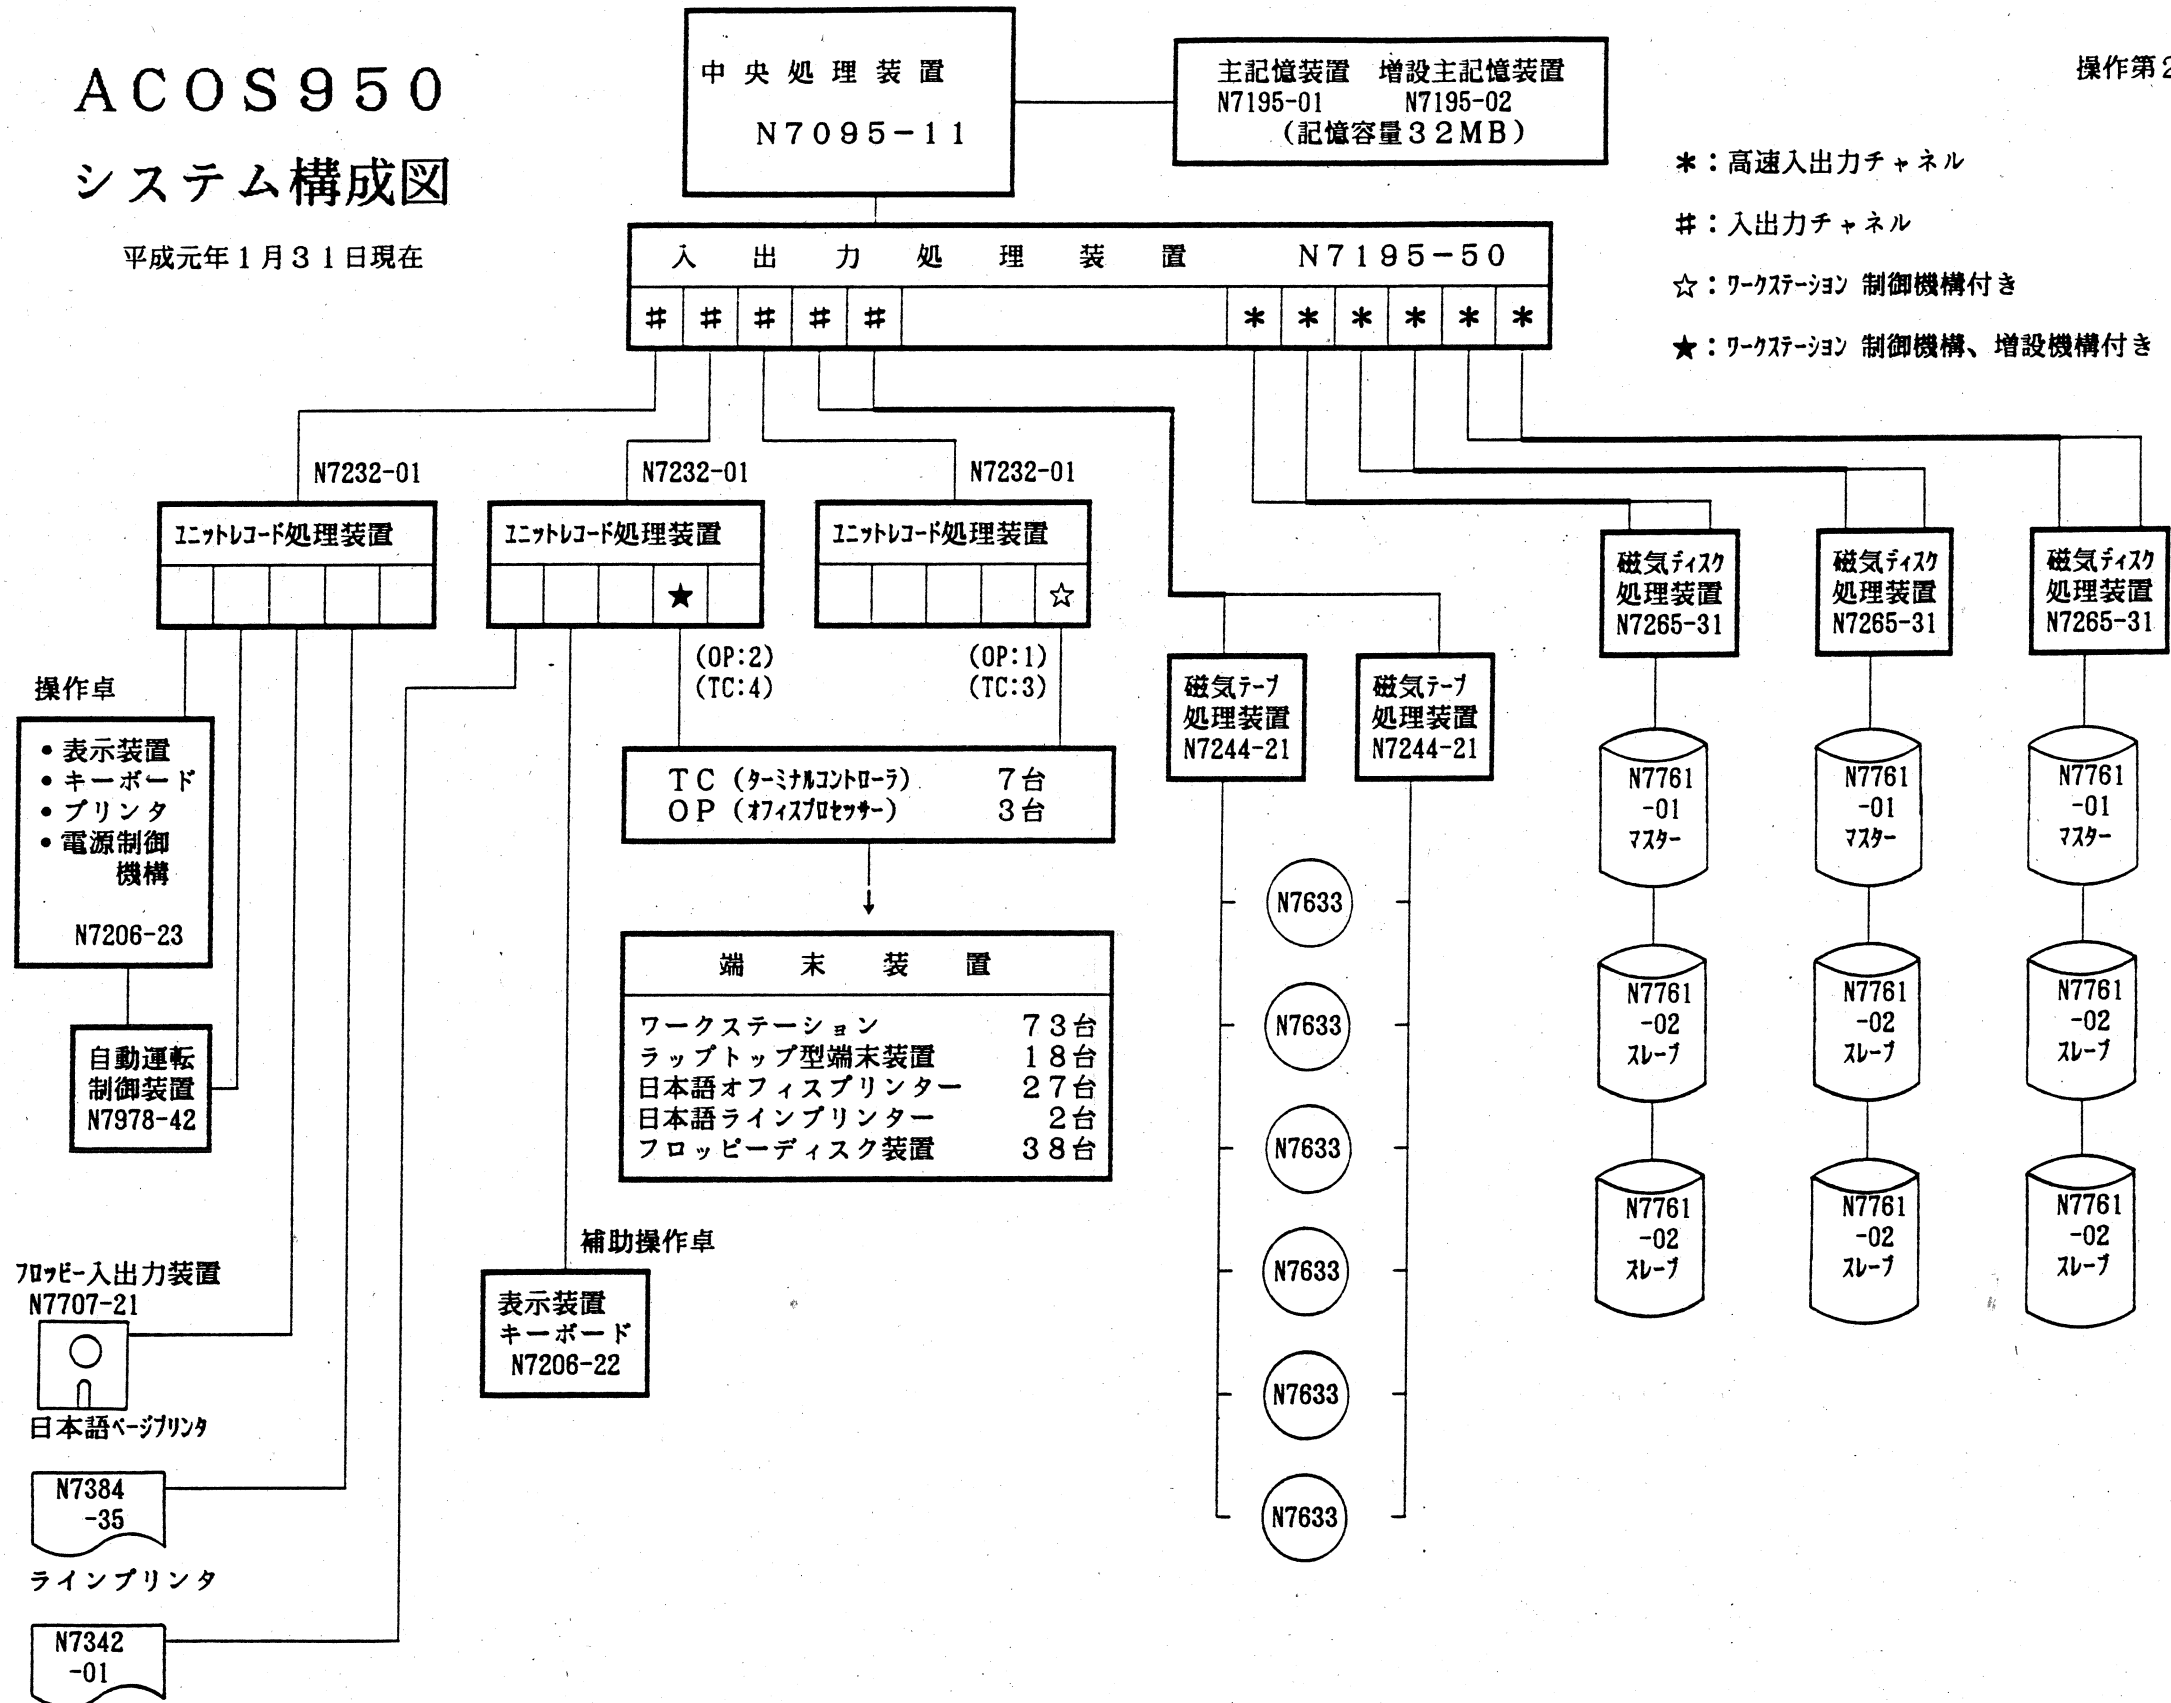 ACOS950
システム構成図
平成元年1月31日現在
操作第2
中央処理装置
N7095-11
主記憶装置 増設主記憶装置
N7195-01 N7195-02
(記憶容量32MB)
*:高速入出力チャネル
#:入出力チャネル
☆:ワークステーション 制御機構付き
★:ワークステーション 制御機構、増設機構付き
入出力処理装置 N7195-50
# # # # # * * * * * *
N7232-01
ユニットレコード処理装置
N7232-01
ユニットレコード処理装置
★
N7232-01
ユニットレコード処理装置
☆
(OP:2)
(TC:4)
(OP:1)
(TC:3)
操作卓
•表示装置
•キーボード
•プリンタ
•電源制御
機構
N7206-23
自動運転
制御装置
N7978-42
フロッピー入出力装置
N7707-21
日本語ページプリンタ
N7384
-35
ラインプリンタ
N7342
-01
TC(ターミナルコントローラ) 7台
OP(オフィスプロセッサー) 3台
端末装置
ワークステーション 73台
ラップトップ型端末装置 18台
日本語オフィスプリンター 27台
日本語ラインプリンター 2台
フロッピーディスク装置 38台
補助操作卓
表示装置
キーボード
N7206-22
磁気テープ
処理装置
N7244-21
磁気テープ
処理装置
N7244-21
N7633
N7633
N7633
N7633
N7633
N7633
磁気ディスク
処理装置
N7265-31
磁気ディスク
処理装置
N7265-31
磁気ディスク
処理装置
N7265-31
N7761
-01
マスター
N7761
-01
マスター
N7761
-01
マスター
N7761
-02
スレーブ
N7761
-02
スレーブ
N7761
-02
スレーブ
N7761
-02
スレーブ
N7761
-02
スレーブ
N7761
-02
スレーブ